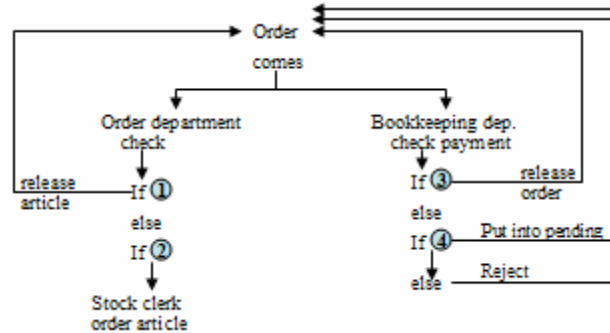 Order
comes
Order department
check
Bookkeeping dep.
check payment
release
article
If 1
If 3
release
order
else
else
If 2
If 4
Put into pending
else
Reject
Stock clerk
order article